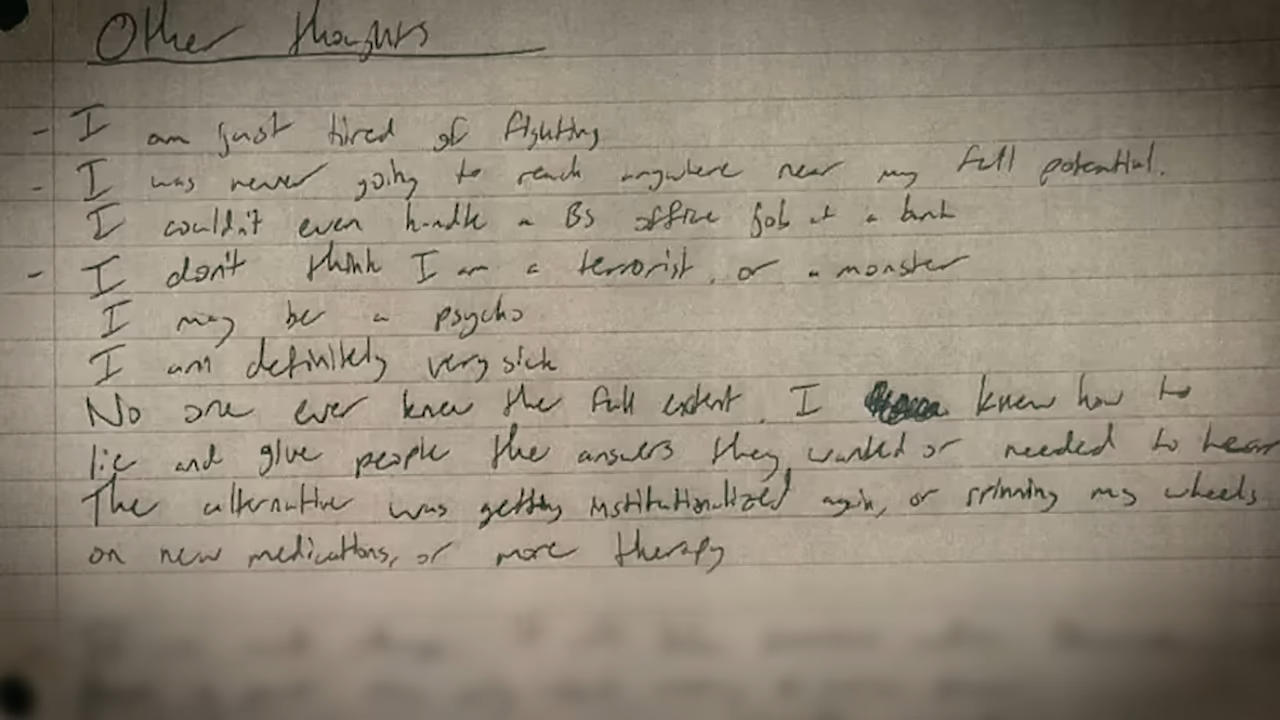 Other thoughts
- I am just tired of fighting
- I was never going to reach anywhere near my full potential.
I couldn't even handle a BS office job at a bank
- I don't think I am a terrorist, or a monster
I may be a psycho
I am definitely very sick
No one ever knew the full extent. I knew how to
lie and give people the answers they wanted or needed to hear
The alternative was getting institutionalized again, or spinning my wheels
on new medications, or more therapy